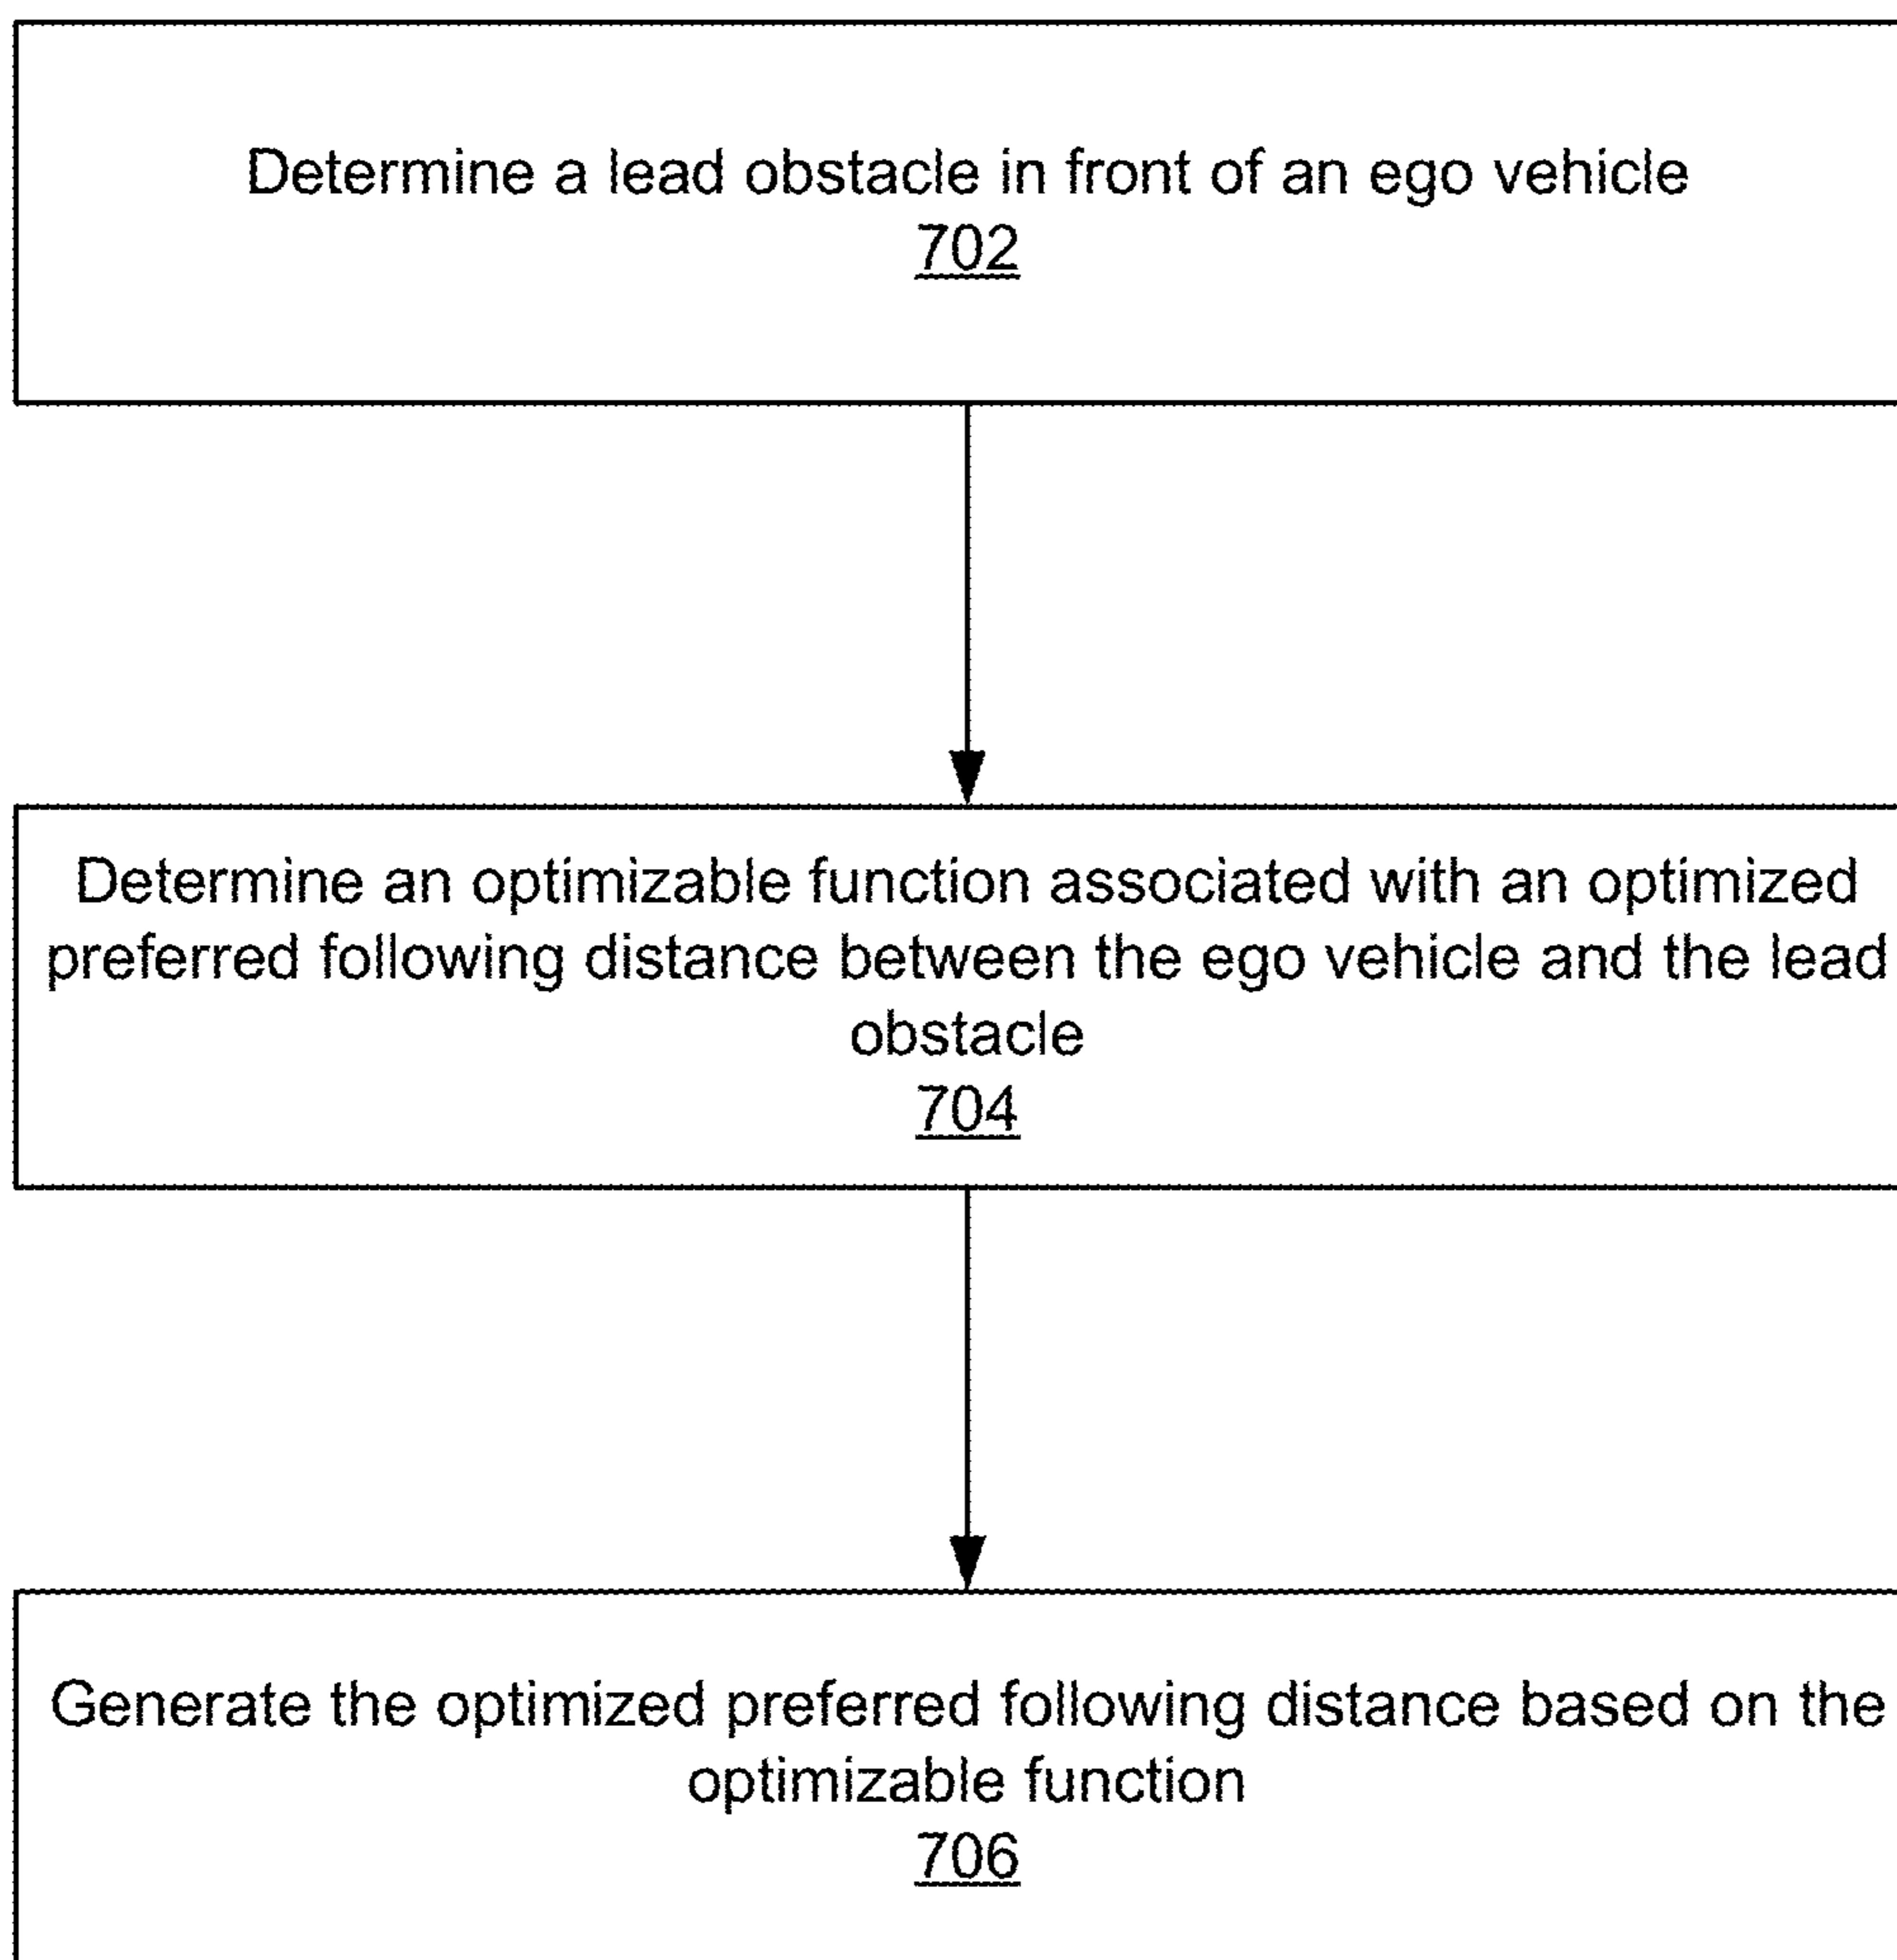 Determine a lead obstacle in front of an ego vehicle
702
Determine an optimizable function associated with an optimized
preferred following distance between the ego vehicle and the lead
obstacle
704
Generate the optimized preferred following distance based on the
optimizable function
706